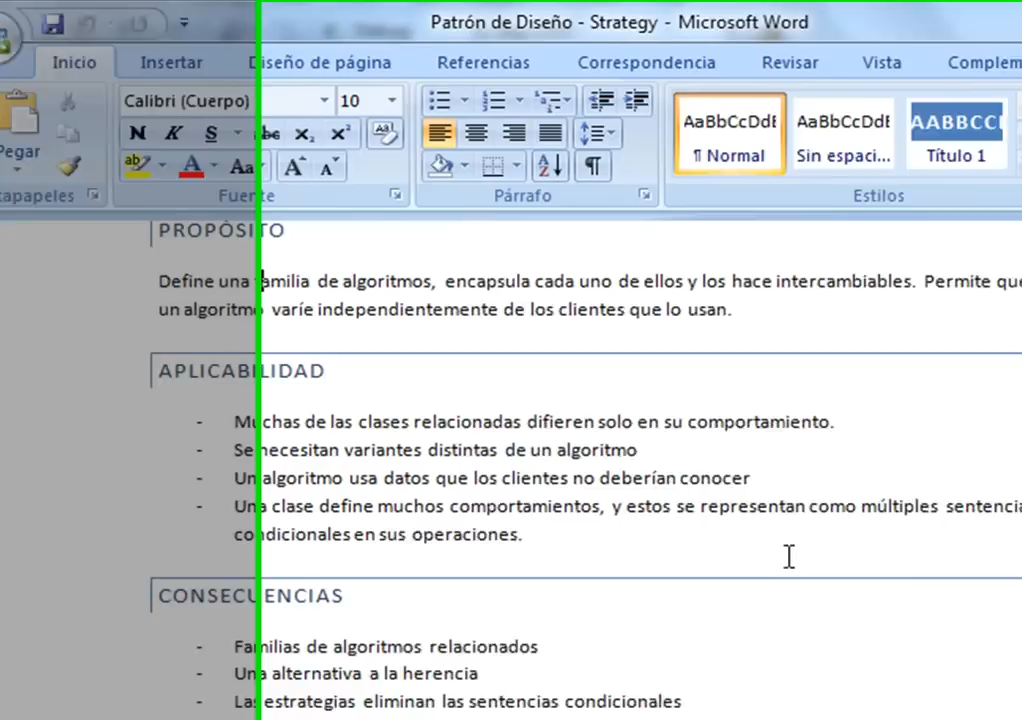 Patrón de Diseño - Strategy - Microsoft Word
Inicio Insertar Diseño de página Referencias Correspondencia Revisar Vista Complem
Calibri (Cuerpo) 10
Pegar
N K S abc x₂ x²
ab A Aa A A
AaBbCcDdE AaBbCcDdE AABBCCI
¶ Normal Sin espaci... Título 1
tapapeles Fuente Párrafo Estilos
PROPÓSITO
Define una familia de algoritmos, encapsula cada uno de ellos y los hace intercambiables. Permite que
un algoritmo varíe independientemente de los clientes que lo usan.
APLICABILIDAD
- Muchas de las clases relacionadas difieren solo en su comportamiento.
- Se necesitan variantes distintas de un algoritmo
- Un algoritmo usa datos que los clientes no deberían conocer
- Una clase define muchos comportamientos, y estos se representan como múltiples sentencia
condicionales en sus operaciones.
CONSECUENCIAS
- Familias de algoritmos relacionados
- Una alternativa a la herencia
- Las estrategias eliminan las sentencias condicionales